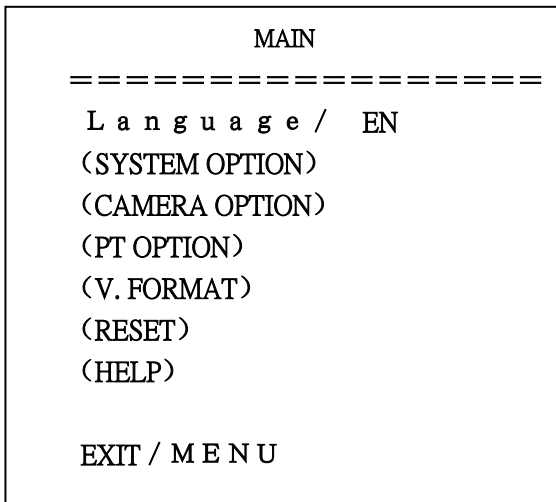 MAIN
==================
Language/ EN
(SYSTEM OPTION)
(CAMERA OPTION)
(PT OPTION)
(V. FORMAT)
(RESET)
(HELP)
EXIT / MENU